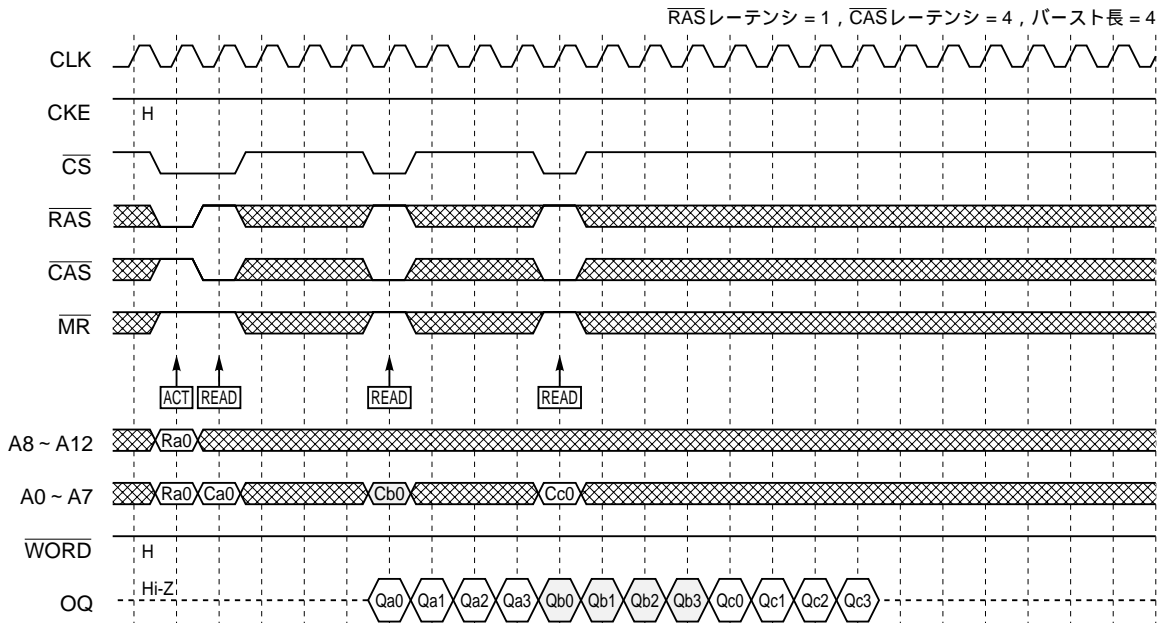 RASレーテンシ = 1 , CASレーテンシ = 4 , バースト長 = 4
CLK
CKE H
CS
RAS
CAS
MR
ACT READ READ READ
A8 ~ A12 Ra0
A0 ~ A7 Ra0 Ca0 Cb0 Cc0
WORD H
OQ Hi-Z Qa0 Qa1 Qa2 Qa3 Qb0 Qb1 Qb2 Qb3 Qc0 Qc1 Qc2 Qc3